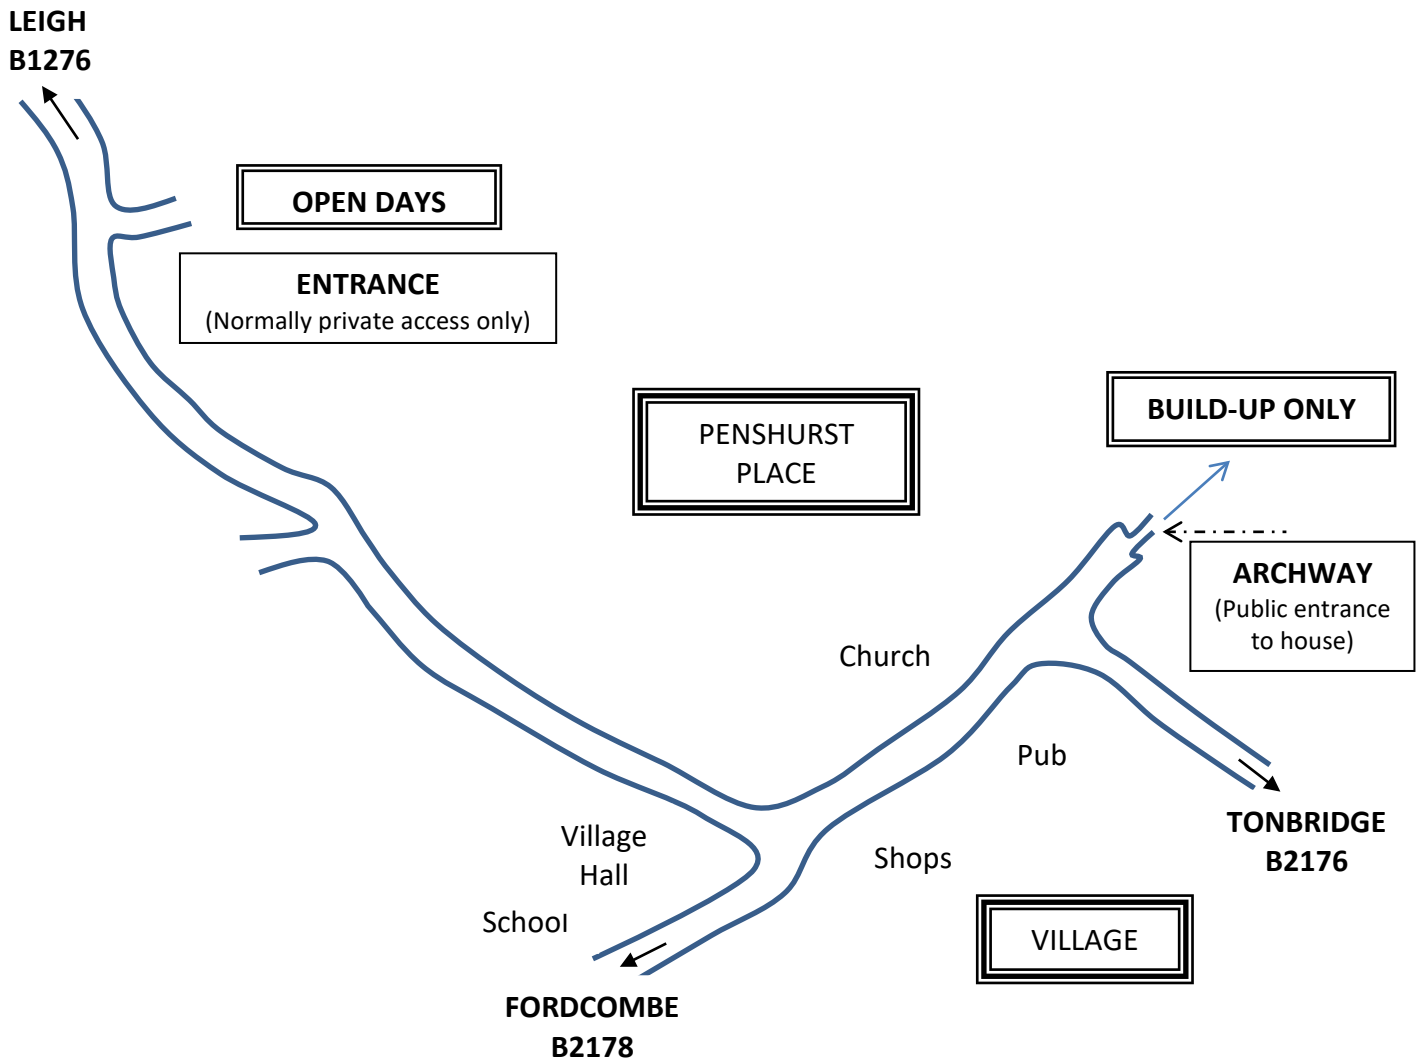 LEIGH
B1276
OPEN DAYS
ENTRANCE
(Normally private access only)
PENSHURST
PLACE
BUILD-UP ONLY
ARCHWAY
(Public entrance
to house)
Church
Pub
TONBRIDGE
B2176
Village
Hall
Shops
School
VILLAGE
FORDCOMBE
B2178